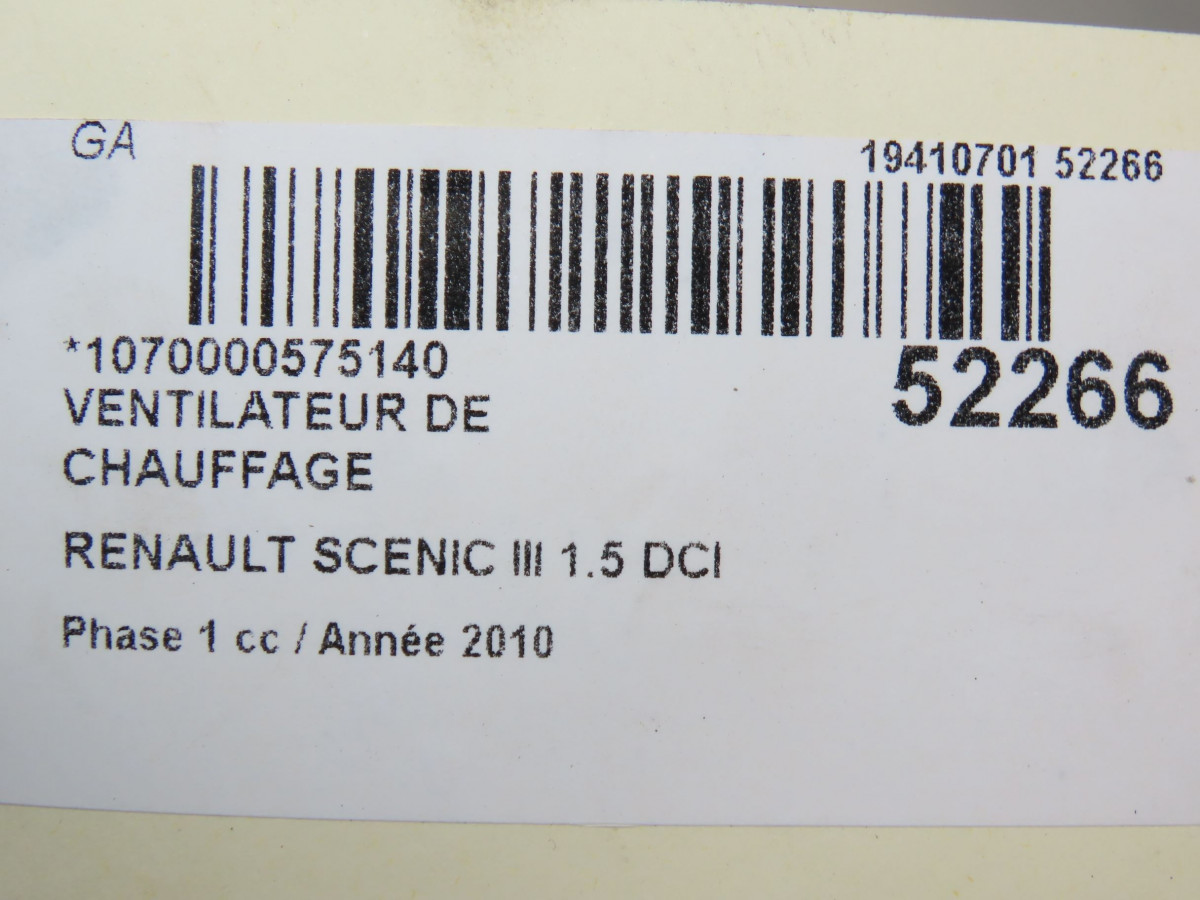 GA
19410701 52266
*1070000575140
52266
VENTILATEUR DE
CHAUFFAGE
RENAULT SCENIC III 1.5 DCI
Phase 1 cc / Année 2010